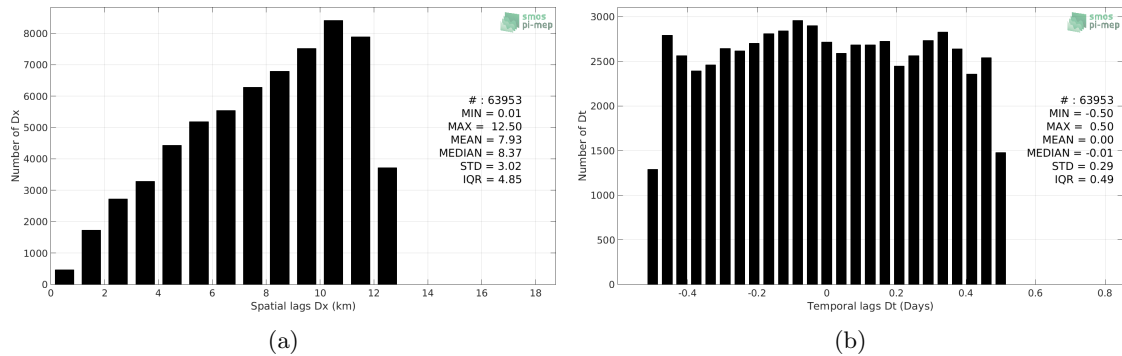 8000
7000
6000
5000
4000
3000
2000
1000
0
Number of Dx
0 2 4 6 8 10 12 14 16 18
Spatial lags Dx (km)
smos
pi-mep
# : 63953
MIN = 0.01
MAX = 12.50
MEAN = 7.93
MEDIAN = 8.37
STD = 3.02
IQR = 4.85
(a)
3000
2500
2000
1500
1000
500
0
Number of Dt
-0.4 -0.2 0 0.2 0.4 0.6 0.8
Temporal lags Dt (Days)
smos
pi-mep
# : 63953
MIN = -0.50
MAX = 0.50
MEAN = 0.00
MEDIAN = -0.01
STD = 0.29
IQR = 0.49
(b)